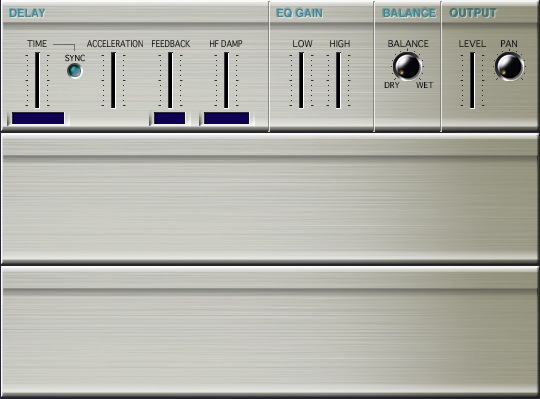 DELAY EQ GAIN BALANCE OUTPUT
TIME ACCELERATION FEEDBACK HF DAMP LOW HIGH BALANCE LEVEL PAN
SYNC
DRY WET